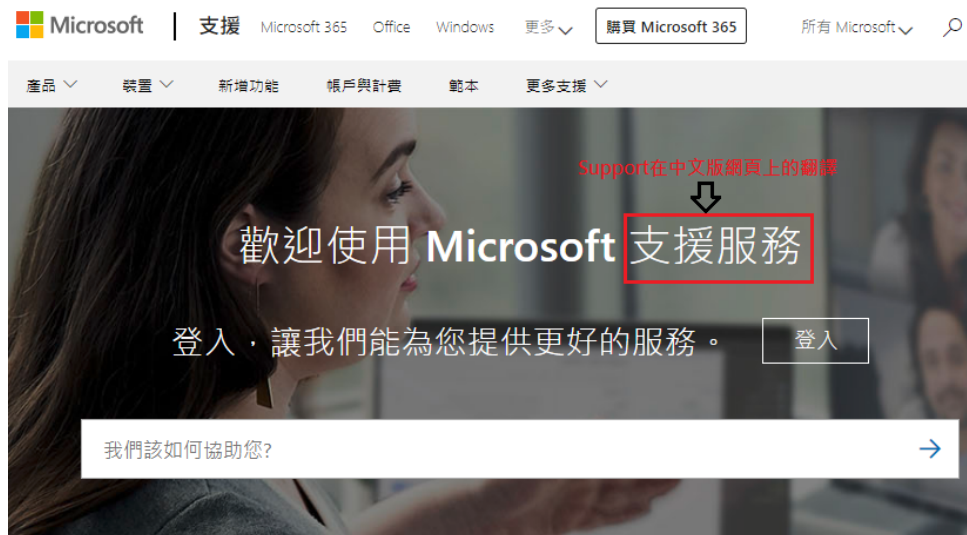 Microsoft 支援 Microsoft 365 Office Windows 更多 購買 Microsoft 365 所有 Microsoft
產品 裝置 新增功能 帳戶與計費 範本 更多支援
Support在中文版網頁上的翻譯
歡迎使用 Microsoft 支援服務
登入，讓我們能為您提供更好的服務。 登入
我們該如何協助您?